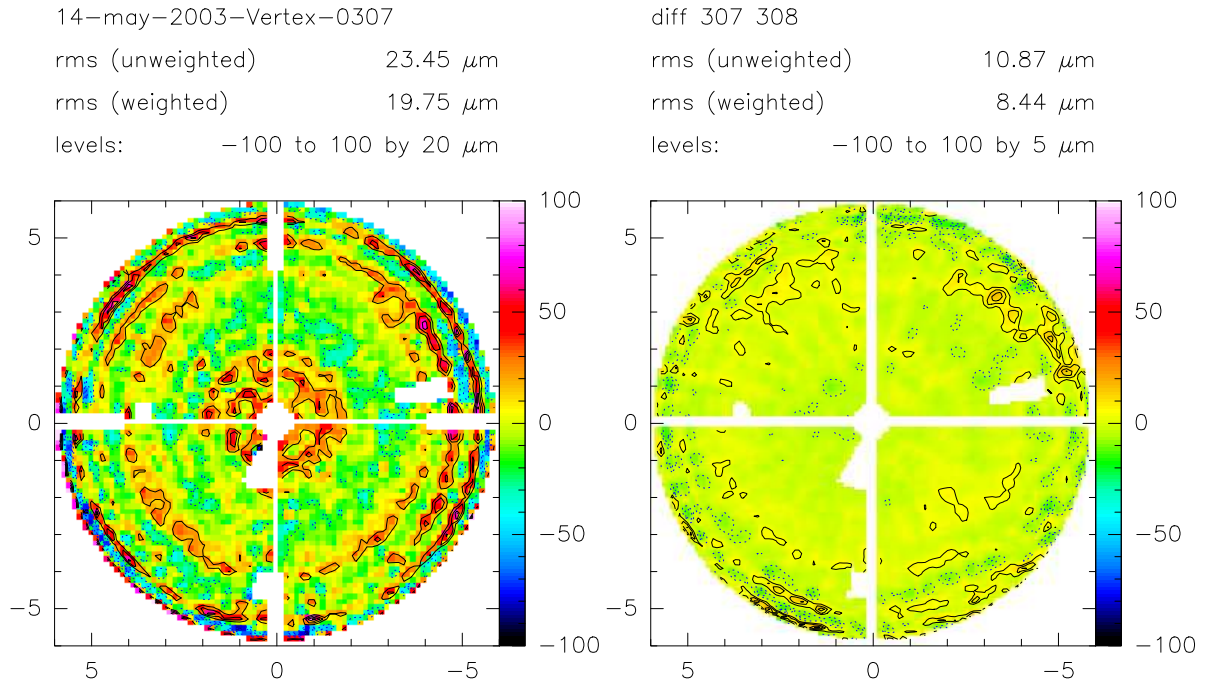 14-may-2003-Vertex-0307
rms (unweighted) 23.45 μm
rms (weighted) 19.75 μm
levels: -100 to 100 by 20 μm
100
50
0
-50
-100
5
0
-5
5
0
-5
diff 307 308
rms (unweighted) 10.87 μm
rms (weighted) 8.44 μm
levels: -100 to 100 by 5 μm
100
50
0
-50
-100
5
0
-5
5
0
-5